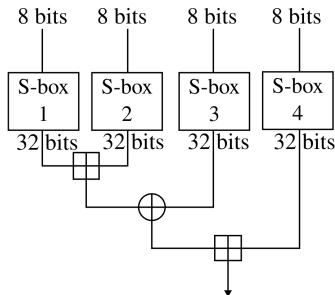 8 bits 8 bits 8 bits 8 bits
S-box S-box S-box S-box
1 2 3 4
32 bits 32 bits 32 bits 32 bits